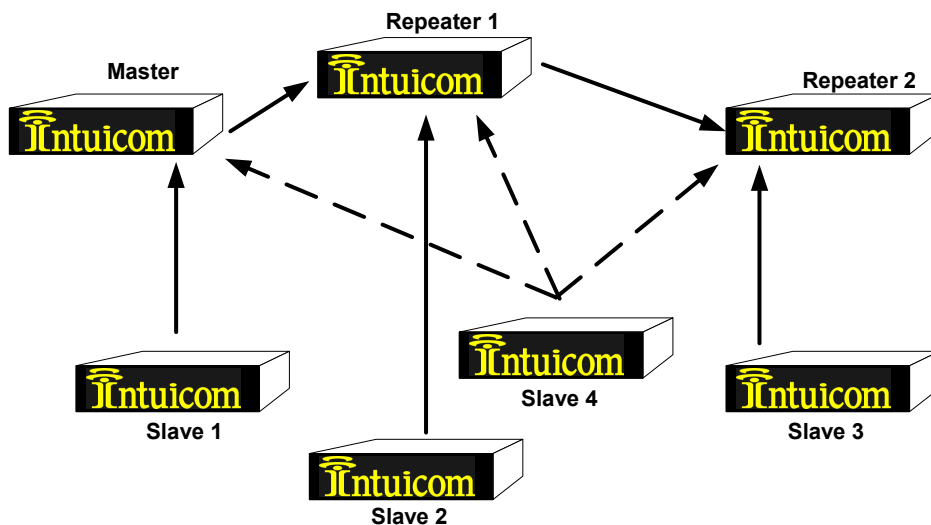 Repeater 1
Master
Repeater 2
Intuicom
Intuicom
Intuicom
Intuicom
Intuicom
Intuicom
Intuicom
Slave 4
Slave 1
Slave 3
Slave 2